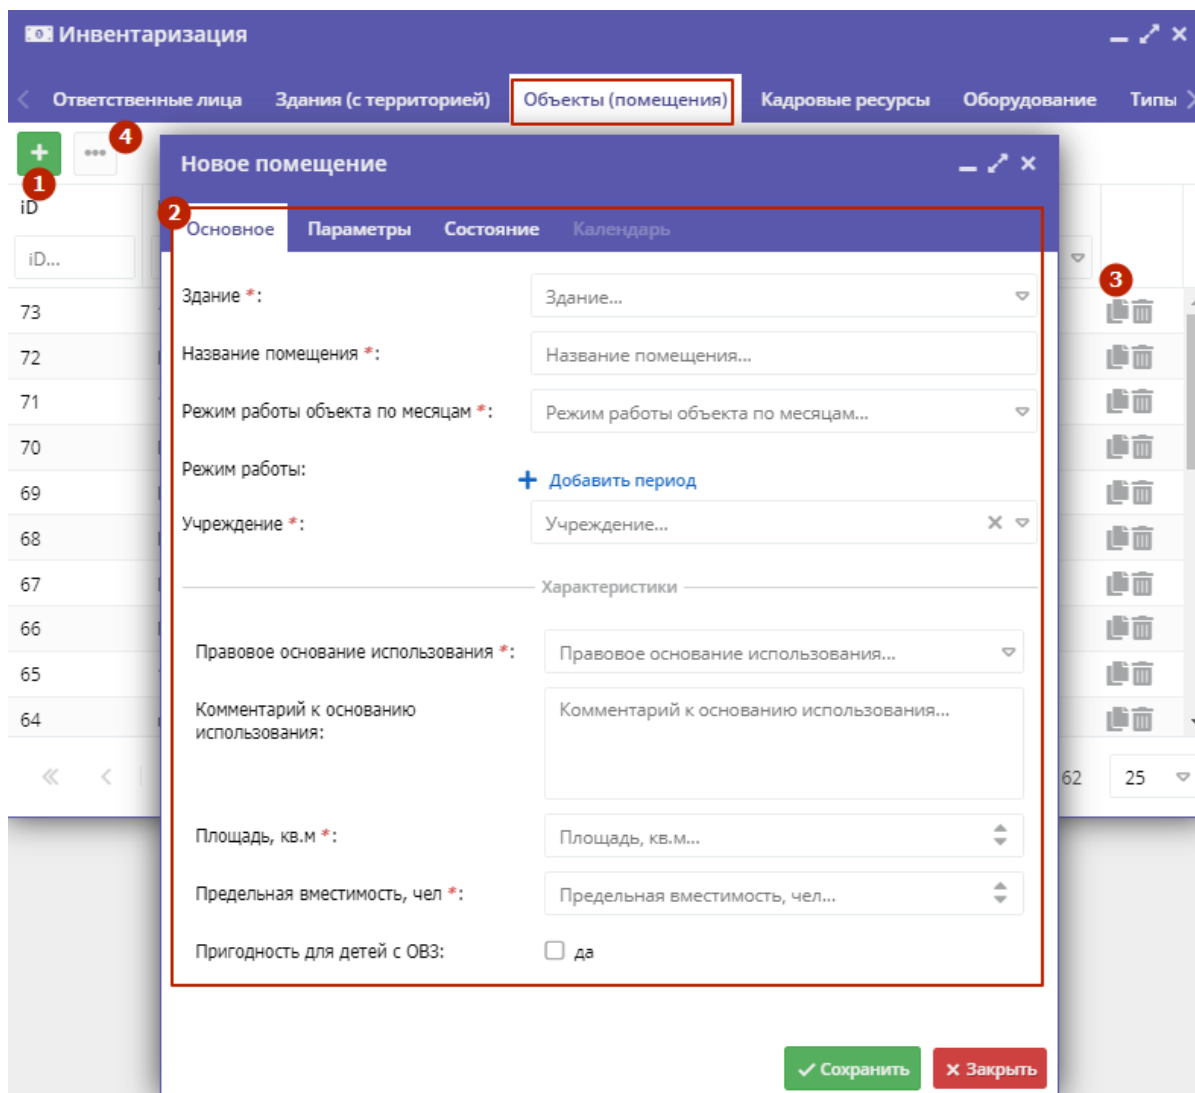 Инвентаризация
Ответственные лица Здания (с территорией) Объекты (помещения) Кадровые ресурсы Оборудование Типы
4
1
Новое помещение
iD
2
Основное Параметры Состояние Календарь
iD...
3
Здание *: Здание...
73
Название помещения *: Название помещения...
72
71
Режим работы объекта по месяцам *: Режим работы объекта по месяцам...
70
Режим работы: Добавить период
69
Учреждение *: Учреждение...
68
67
Характеристики
66
Правовое основание использования *: Правовое основание использования...
65
Комментарий к основанию
использования: Комментарий к основанию использования...
64
62 25
Площадь, кв.м *: Площадь, кв.м...
Предельная вместимость, чел *: Предельная вместимость, чел...
Пригодность для детей с ОВЗ: да
Сохранить Закрыть